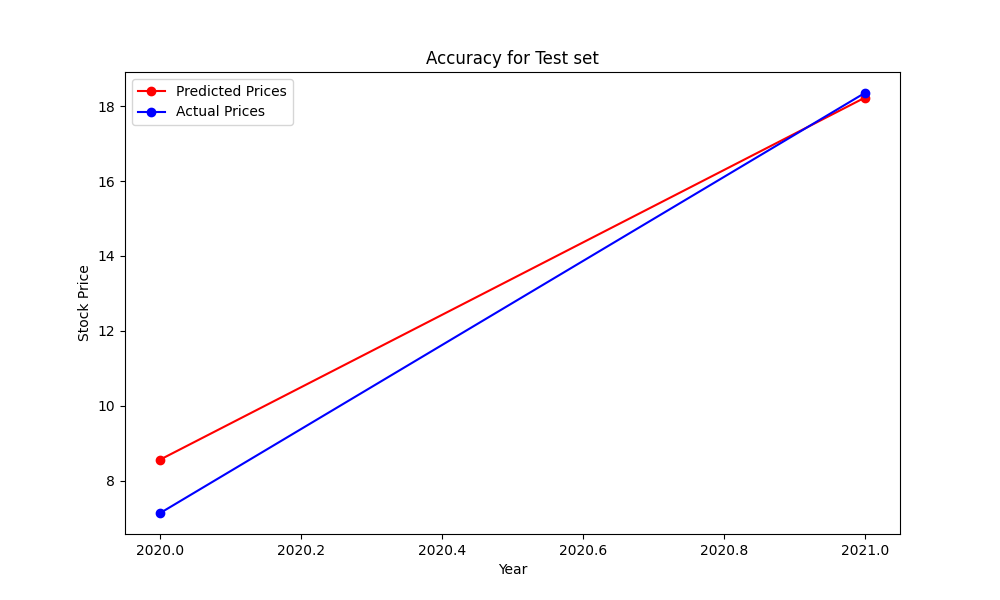 Accuracy for Test set
Predicted Prices
Actual Prices
18
16
14
12
10
8
Stock Price
2020.0 2020.2 2020.4 2020.6 2020.8 2021.0
Year